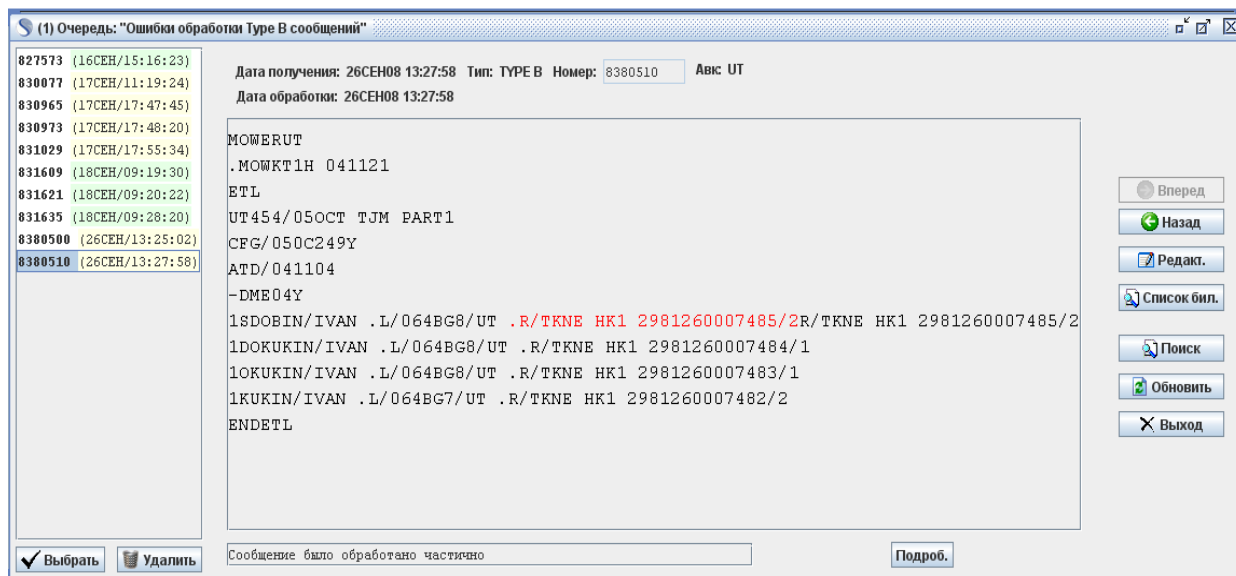 (1) Очередь: "Ошибки обработки Type B сообщений"
827573 (16СЕН/15:16:23)
830077 (17СЕН/11:19:24)
830965 (17СЕН/17:47:45)
830973 (17СЕН/17:48:20)
831029 (17СЕН/17:55:34)
831609 (18СЕН/09:19:30)
831621 (18СЕН/09:20:22)
831635 (18СЕН/09:28:20)
8380500 (26СЕН/13:25:02)
8380510 (26СЕН/13:27:58)
Выбрать Удалить
Дата получения: 26СЕН08 13:27:58 Тип: TYPE B Номер: 8380510 Авк: UT
Дата обработки: 26СЕН08 13:27:58
MOWERUT
.MOWKT1H 041121
ETL
UT454/05OCT TJM PART1
CFG/050C249Y
ATD/041104
-DME04Y
1SDOBIN/IVAN .L/064BG8/UT .R/TKNE HK1 2981260007485/2R/TKNE HK1 2981260007485/2
1DOKUKIN/IVAN .L/064BG8/UT .R/TKNE HK1 2981260007484/1
1OKUKIN/IVAN .L/064BG8/UT .R/TKNE HK1 2981260007483/1
1KUKIN/IVAN .L/064BG7/UT .R/TKNE HK1 2981260007482/2
ENDETL
Сообщение было обработано частично
Подроб.
Вперед
Назад
Редакт.
Список бил.
Поиск
Обновить
Выход